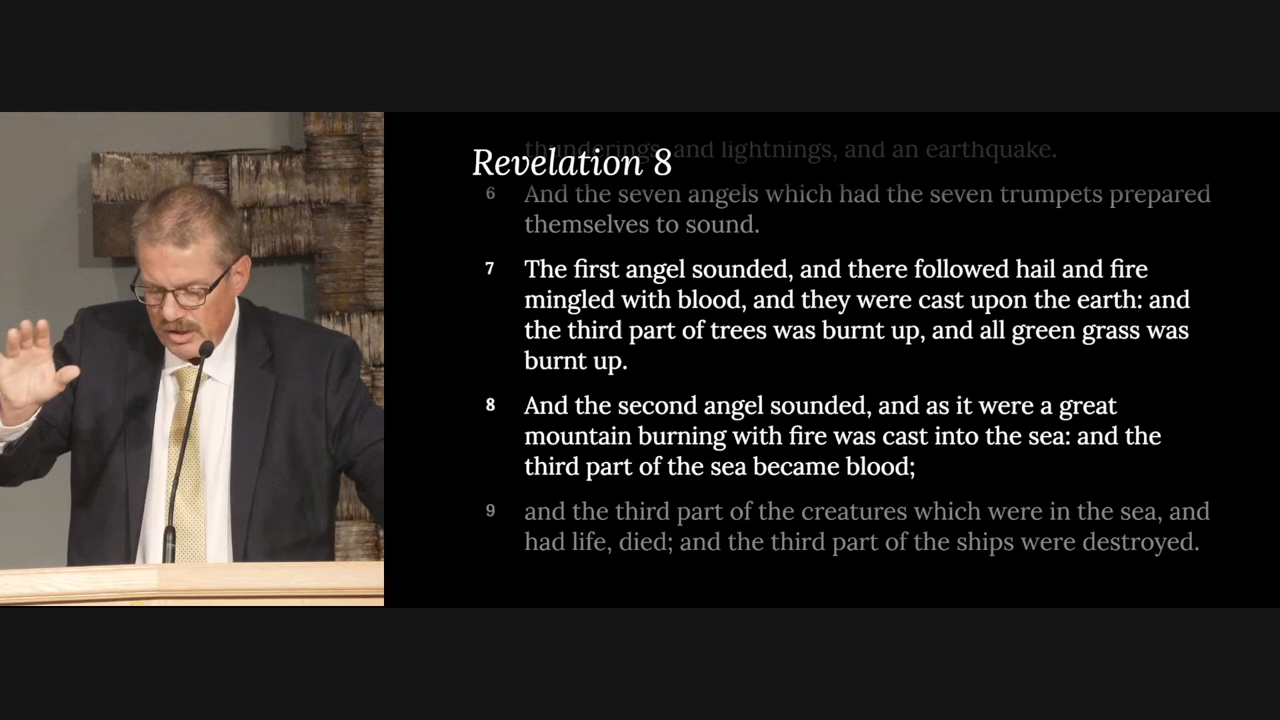 thunderings, and lightnings, and an earthquake.
Revelation 8
6 And the seven angels which had the seven trumpets prepared
themselves to sound.
7 The first angel sounded, and there followed hail and fire
mingled with blood, and they were cast upon the earth: and
the third part of trees was burnt up, and all green grass was
burnt up.
8 And the second angel sounded, and as it were a great
mountain burning with fire was cast into the sea: and the
third part of the sea became blood;
9 and the third part of the creatures which were in the sea, and
had life, died; and the third part of the ships were destroyed.